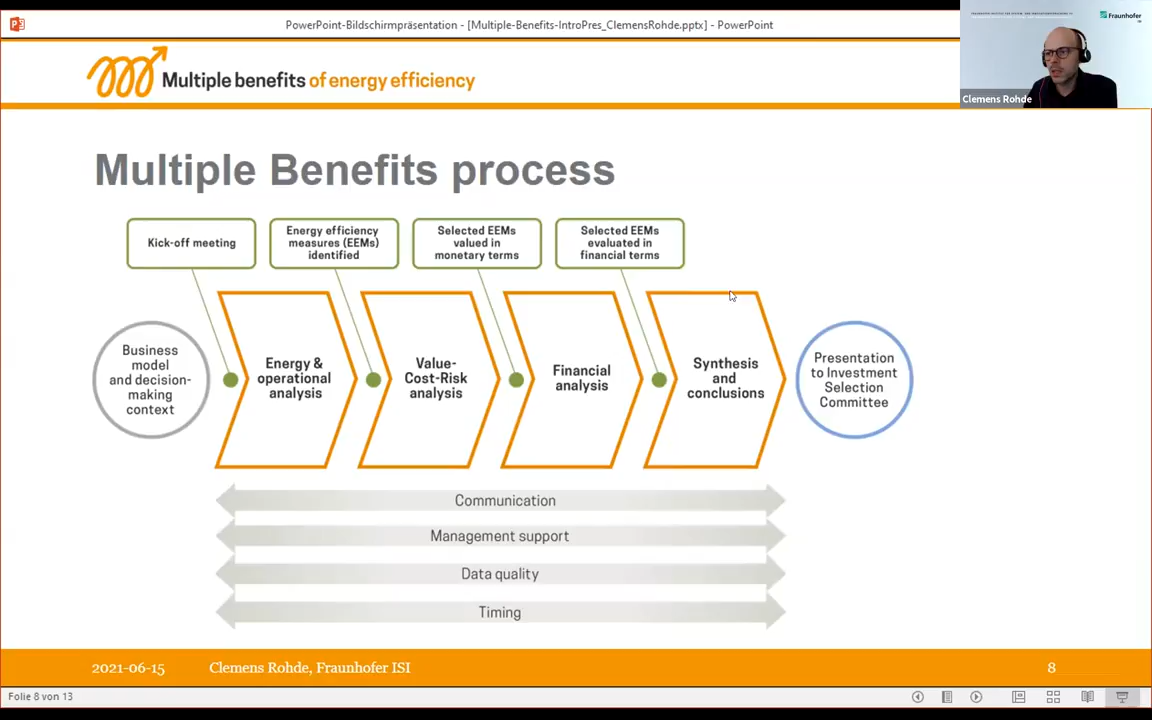 PowerPoint-Bildschirmpräsentation - [Multiple-Benefits-IntroPres_ClemensRohde.pptx] - PowerPoint
Fraunhofer
Clemens Rohde
Multiple benefits of energy efficiency
Multiple Benefits process
Kick-off meeting
Energy efficiency
measures (EEMs)
identified
Selected EEMs
valued in
monetary terms
Selected EEMs
evaluated in
financial terms
Business
model
and decision-
making
context
Energy &
operational
analysis
Value-
Cost-Risk
analysis
Financial
analysis
Synthesis
and
conclusions
Presentation
to Investment
Selection
Committee
Communication
Management support
Data quality
Timing
2021-06-15
Clemens Rohde, Fraunhofer ISI
8
Folie 8 von 13